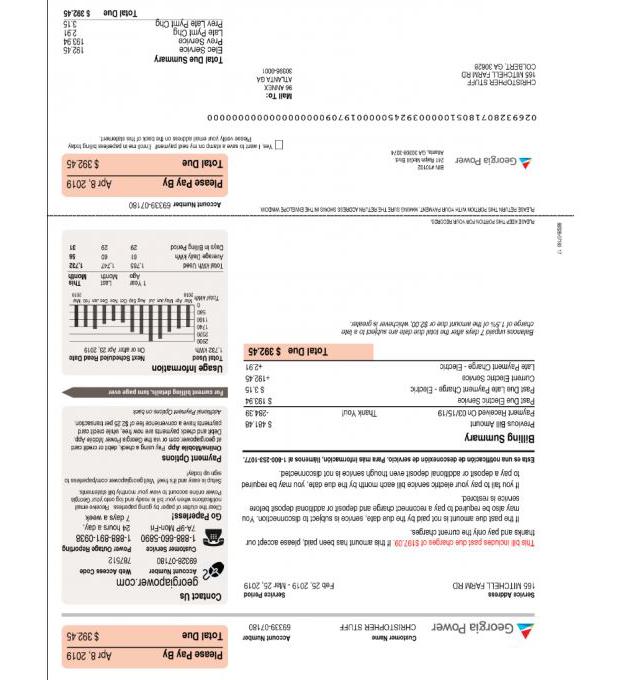 Georgia Power
Customer Name
CHRISTOPHER STUFF
Account Number
69339-07180
Please Pay By
Apr 8, 2019
Total Due
$ 392.45
Service Address
165 MITCHELL FARM RD
Service Period
Feb 25, 2019 - Mar 25, 2019
This bill includes past due charges of $197.09. If this amount has been paid, please accept our
thanks and pay only the current charges.
If the past due amount is not paid by the due date, service is subject to disconnection. You
may also be required to pay a reconnect charge and deposit or additional deposit before
service is restored.
If you fail to pay your electric service bill each month by the due date, you may be required
to pay a deposit or additional deposit even though service is not disconnected.
Esta es una notificación de desconexión de servicio. Para más información, llámenos al 1-800-253-1077.
Billing Summary
Previous Bill Amount $ 481.48
Payment Received On 03/15/19 Thank You! -284.39
Past Due Electric Service $ 193.94
Past Due Late Payment Charge - Electric $ 3.15
Current Electric Service +192.45
Late Payment Charge - Electric +2.91
Total Due $ 392.45
Balances unpaid 7 days after the total due date are subject to a late
charge of 1.5% of the amount due or $2.00, whichever is greater.
Contact Us
georgiapower.com
Account Number
69328-07180
Web Access Code
787512
Paperless!
Customer Service
1-888-660-5890
7A-9P Mon-Fri
Power Outage Reporting
1-888-891-0938
24 hours a day,
7 days a week
Go Paperless!
Clear the clutter of paper by going paperless. Receive email
notifications when your bill is ready and log onto your Georgia
Power online account to view your monthly bill statements.
Setup is easy and it's free! Visit georgiapower.com/paperless to
sign up today!
Payment Options
Online/Mobile App Pay using a check, debit or credit card
at georgiapower.com or via the Georgia Power Mobile App.
Debit and check payments are now free, while credit card
payments have a convenience fee of $2.25 per transaction.
Additional Payment Options on back
For current billing details, turn page over
Usage Information
Total Used
1,732 kWh
Next Scheduled Read Date
On or after Apr 25, 2019
Total kWh
Mar Apr May Jun Jul Aug Sep Oct Nov Dec Jan Feb Mar
2018 2019
1 Year Ago Last Month This Month
Total kWh Used 1,765 1,747 1,732
Average Daily kWh 61 60 56
Days in Billing Period 29 29 31
PLEASE KEEP THIS PORTION FOR YOUR RECORDS.
PLEASE RETURN THIS PORTION WITH YOUR PAYMENT, MAKING SURE THE RETURN ADDRESS SHOWS IN THE ENVELOPE WINDOW.
Account Number 69339-07180
Georgia Power
BIN #10102
241 Ralph McGill Blvd.
Atlanta, GA 30308-3374
Please Pay By
Apr 8, 2019
Total Due
$ 392.45
Yes, I want to save a stamp on my next payment! Enroll me in paperless billing today
Please verify your email address on the back of this statement.
CHRISTOPHER STUFF
165 MITCHELL FARM RD
COLBERT, GA 30628
Mail To:
96 ANNEX
ATLANTA GA
30396-0001
Total Due Summary
Elec Service 192.45
Prev Service 193.94
Late Pymt Chg 2.91
Prev Late Pymt Chg 3.15
Total Due $ 392.45